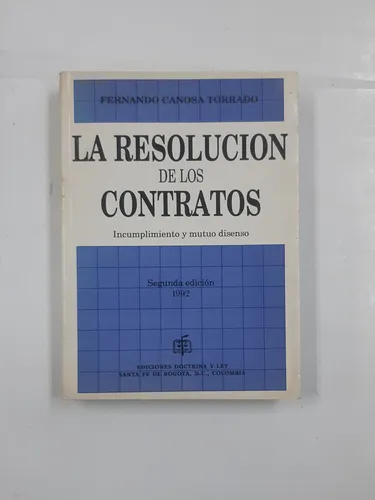 FERNANDO CANOSA TORRADO
LA RESOLUCION
DE LOS
CONTRATOS
Incumplimiento y mutuo disenso
Segunda edición
1992
EDICIONES DOCTRINA Y LEY
SANTA FE DE BOGOTA, D.C., COLOMBIA